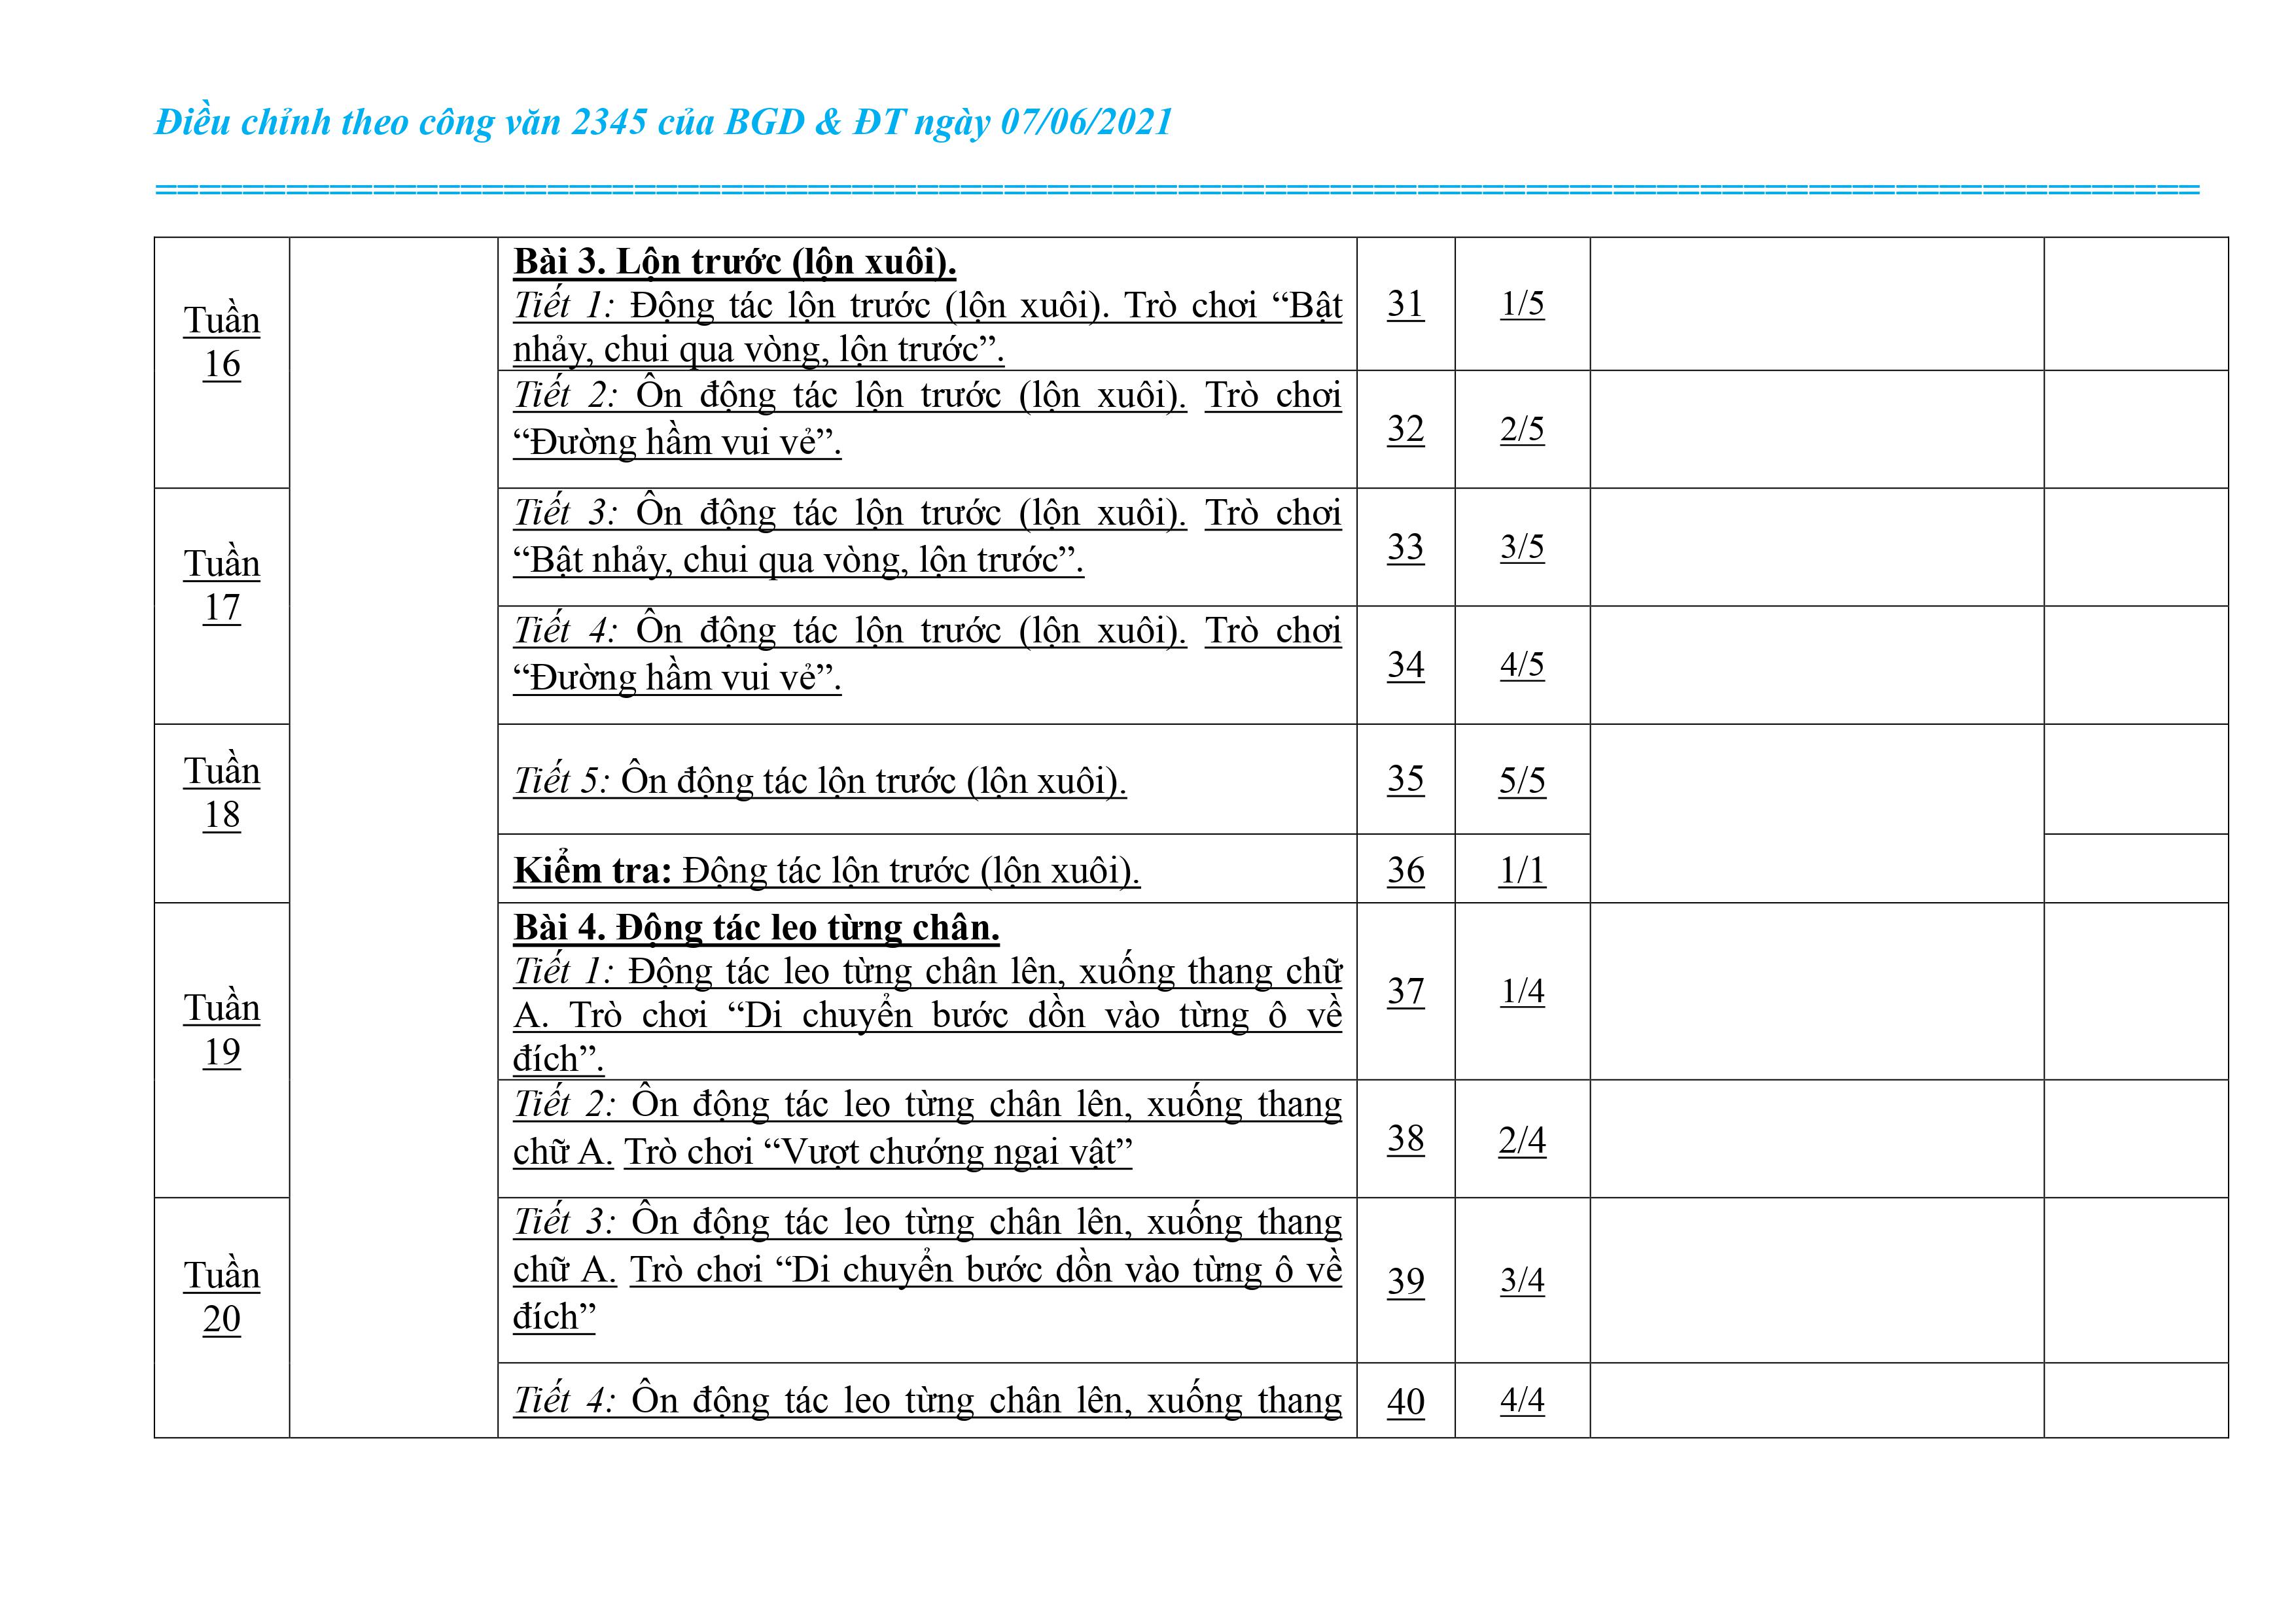 Điều chỉnh theo công văn 2345 của BGD & ĐT ngày 07/06/2021
==============================================================================================
Tuần
16
Bài 3. Lộn trước (lộn xuôi).
Tiết 1: Động tác lộn trước (lộn xuôi). Trò chơi “Bật
nhảy, chui qua vòng, lộn trước”.
31
1/5
Tiết 2: Ôn động tác lộn trước (lộn xuôi). Trò chơi
“Đường hầm vui vẻ”.
32
2/5
Tuần
17
Tiết 3: Ôn động tác lộn trước (lộn xuôi). Trò chơi
“Bật nhảy, chui qua vòng, lộn trước”.
33
3/5
Tiết 4: Ôn động tác lộn trước (lộn xuôi). Trò chơi
“Đường hầm vui vẻ”.
34
4/5
Tuần
18
Tiết 5: Ôn động tác lộn trước (lộn xuôi).
35
5/5
Kiểm tra: Động tác lộn trước (lộn xuôi).
36
1/1
Tuần
19
Bài 4. Động tác leo từng chân.
Tiết 1: Động tác leo từng chân lên, xuống thang chữ
A. Trò chơi “Di chuyển bước dồn vào từng ô về
đích”.
37
1/4
Tiết 2: Ôn động tác leo từng chân lên, xuống thang
chữ A. Trò chơi “Vượt chướng ngại vật”
38
2/4
Tuần
20
Tiết 3: Ôn động tác leo từng chân lên, xuống thang
chữ A. Trò chơi “Di chuyển bước dồn vào từng ô về
đích”
39
3/4
Tiết 4: Ôn động tác leo từng chân lên, xuống thang
40
4/4